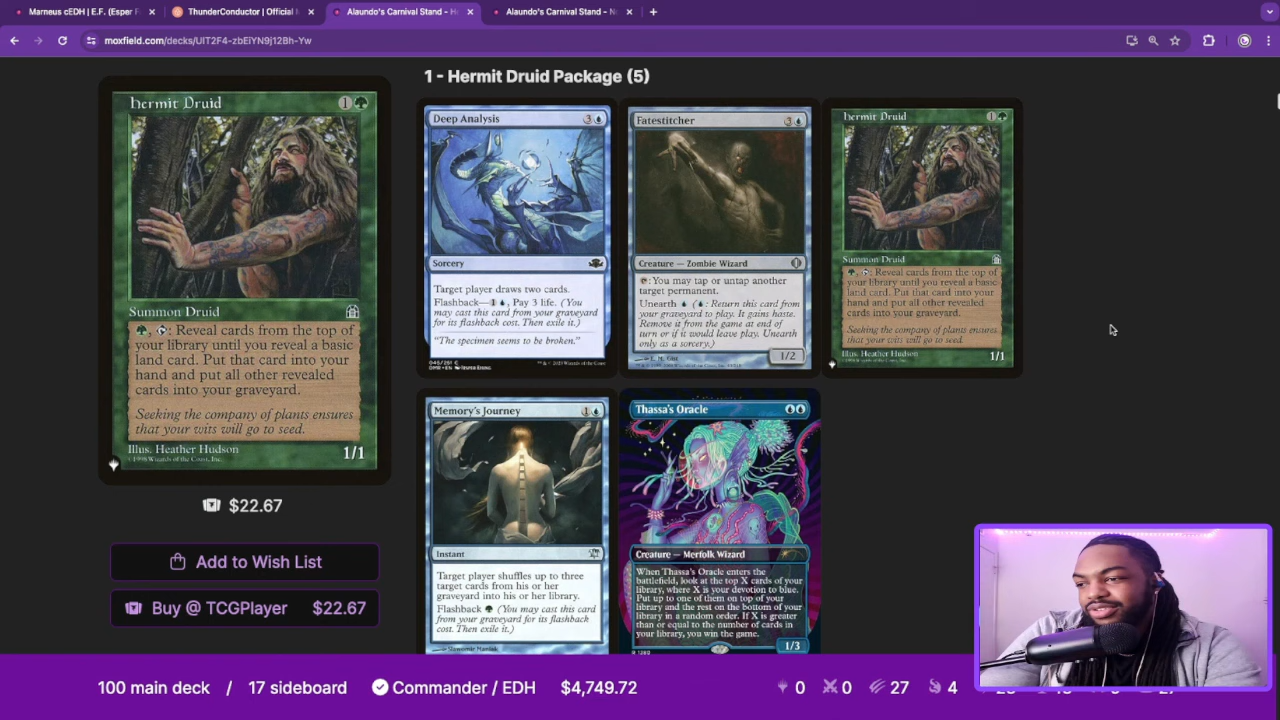 Marneus cEDH | E.F. (Esper F
ThunderConductor | Official
Alaundo's Carnival Stand - H
Alaundo's Carnival Stand - N
moxfield.com/decks/UIT2F4-zbEiYN9j12Bh-Yw
1 - Hermit Druid Package (5)
Hermit Druid 1
Summon Druid
: Reveal cards from the top of
your library until you reveal a basic
land card. Put that card into your
hand and put all other revealed
cards into your graveyard.
Seeking the company of plants ensures
that your wits will go to seed.
Illus. Heather Hudson
1/1
$22.67
Add to Wish List
Buy @ TCGPlayer $22.67
Deep Analysis 3
Sorcery
Target player draws two cards.
Flashback—1, Pay 3 life. (You
may cast this card from your graveyard
for its flashback cost. Then exile it.)
"The specimen seems to be broken."
Fatestitcher 3
Creature — Zombie Wizard
: You may tap or untap another
target permanent.
Unearth (: Return this card
from your graveyard to play. It gains haste.
Remove it from the game at end of
turn or if it would leave play. Unearth
only as a sorcery.)
1/2
Hermit Druid 1
Summon Druid
: Reveal cards from the top of
your library until you reveal a basic
land card. Put that card into your
hand and put all other revealed
cards into your graveyard.
Seeking the company of plants ensures
that your wits will go to seed.
Illus. Heather Hudson
1/1
Memory's Journey 1
Instant
Target player shuffles up to three
target cards from his or her
graveyard into his or her library.
Flashback (You may cast this card
from your graveyard for its flashback
cost. Then exile it.)
Thassa's Oracle
Creature — Merfolk Wizard
When Thassa's Oracle enters the
battlefield, look at the top X cards of your
library, where X is your devotion to blue.
Put up to one of them on top of your
library and the rest on the bottom of your
library in a random order. If X is greater
than or equal to the number of cards in
your library, you win the game.
1/3
100 main deck / 17 sideboard Commander / EDH $4,749.72 0 0 27 4